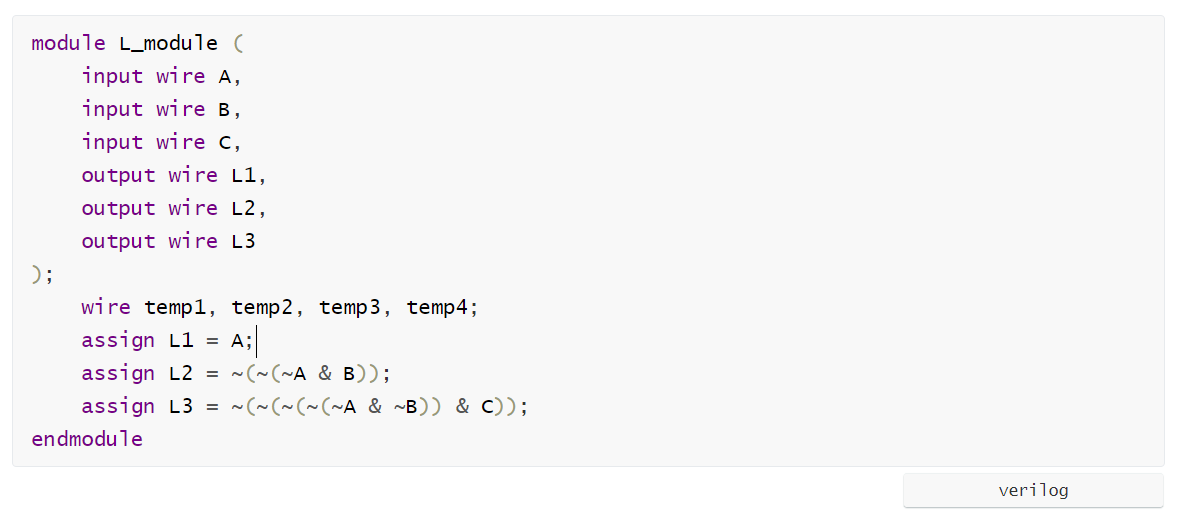 module L_module (
    input wire A,
    input wire B,
    input wire C,
    output wire L1,
    output wire L2,
    output wire L3
);
    wire temp1, temp2, temp3, temp4;
    assign L1 = A;
    assign L2 = ~(~(~A & B));
    assign L3 = ~(~(~(~(~A & ~B)) & C));
endmodule
verilog